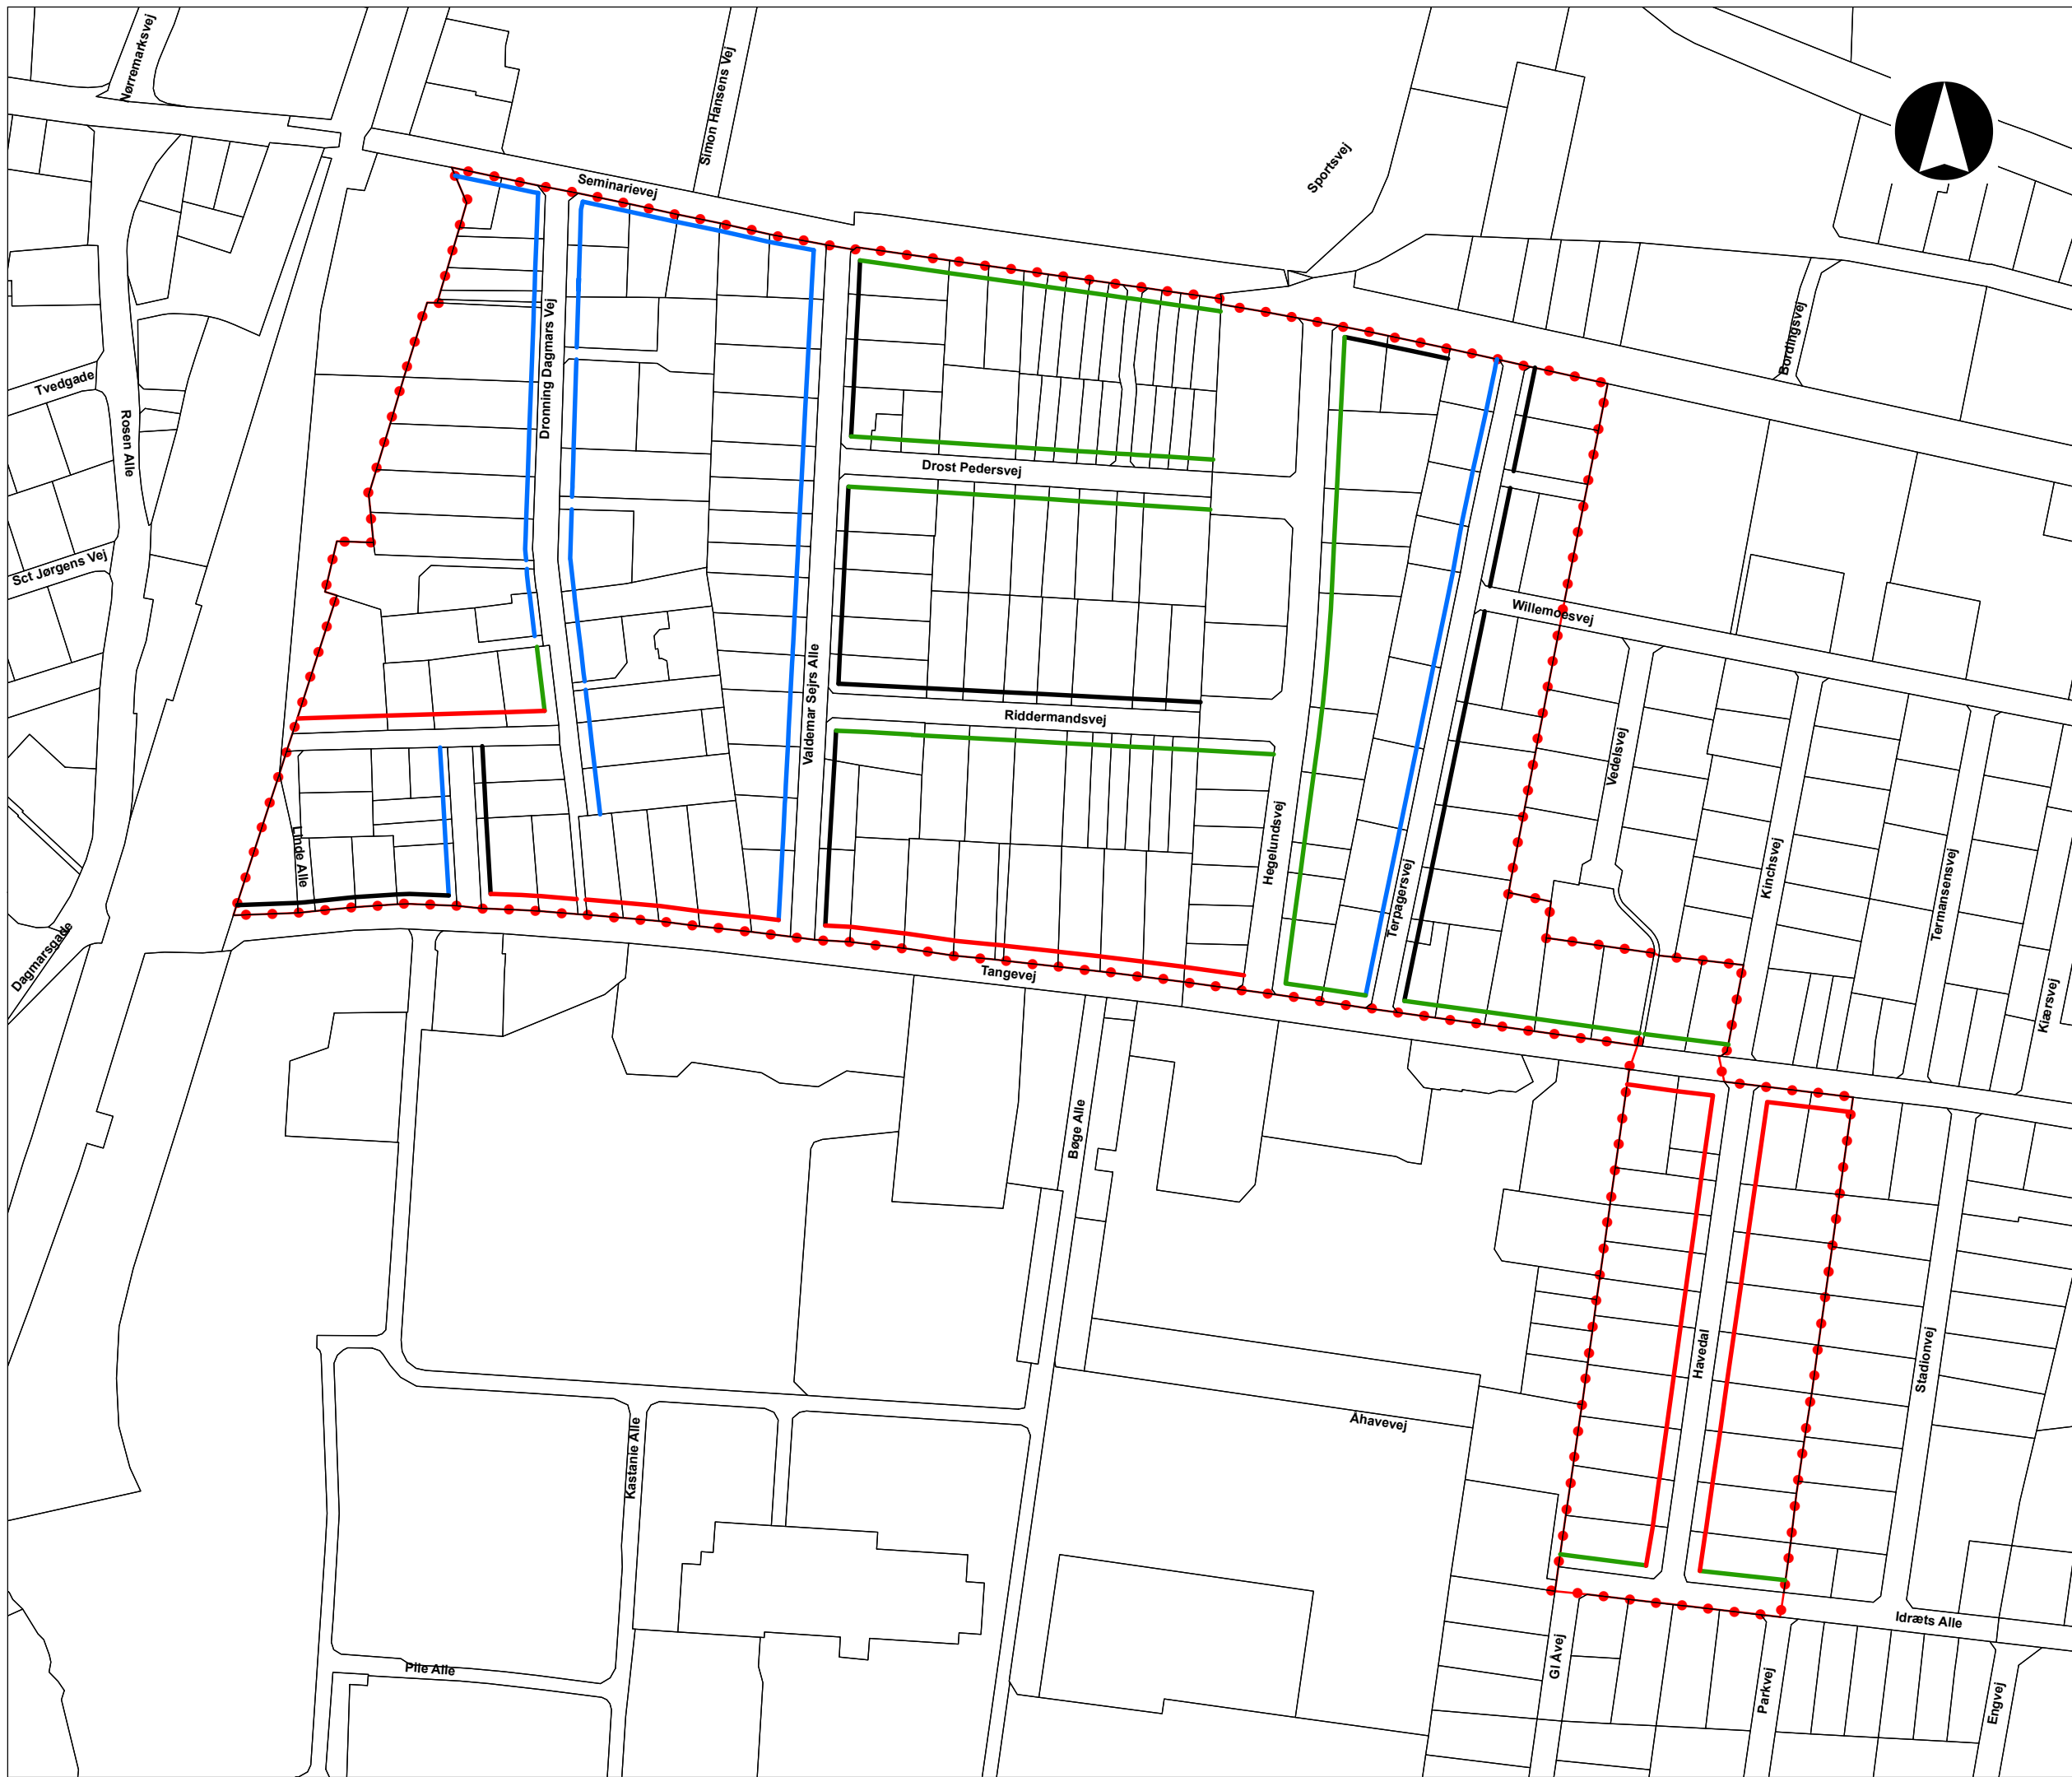 Nørremarksvej
Simon Hansens Vej
Sportsvej
Seminarievej
Bordingsvej
Tvedgade
Dronning Dagmars Vej
Rosen Alle
Drost Pedersvej
Sct Jørgens Vej
Willemoesvej
Valdemar Sejrs Alle
Riddermandsvej
Vedelsvej
Hegelundsvej
Linde Alle
Terpagersvej
Kinchsvej
Termansensvej
Dagmarsgade
Tangevej
Kiærsvej
Bøge Alle
Havedal
Stadionvej
Åhavevej
Kastanie Alle
Idræts Alle
Gl Åvej
Pile Alle
Parkvej
Engvej